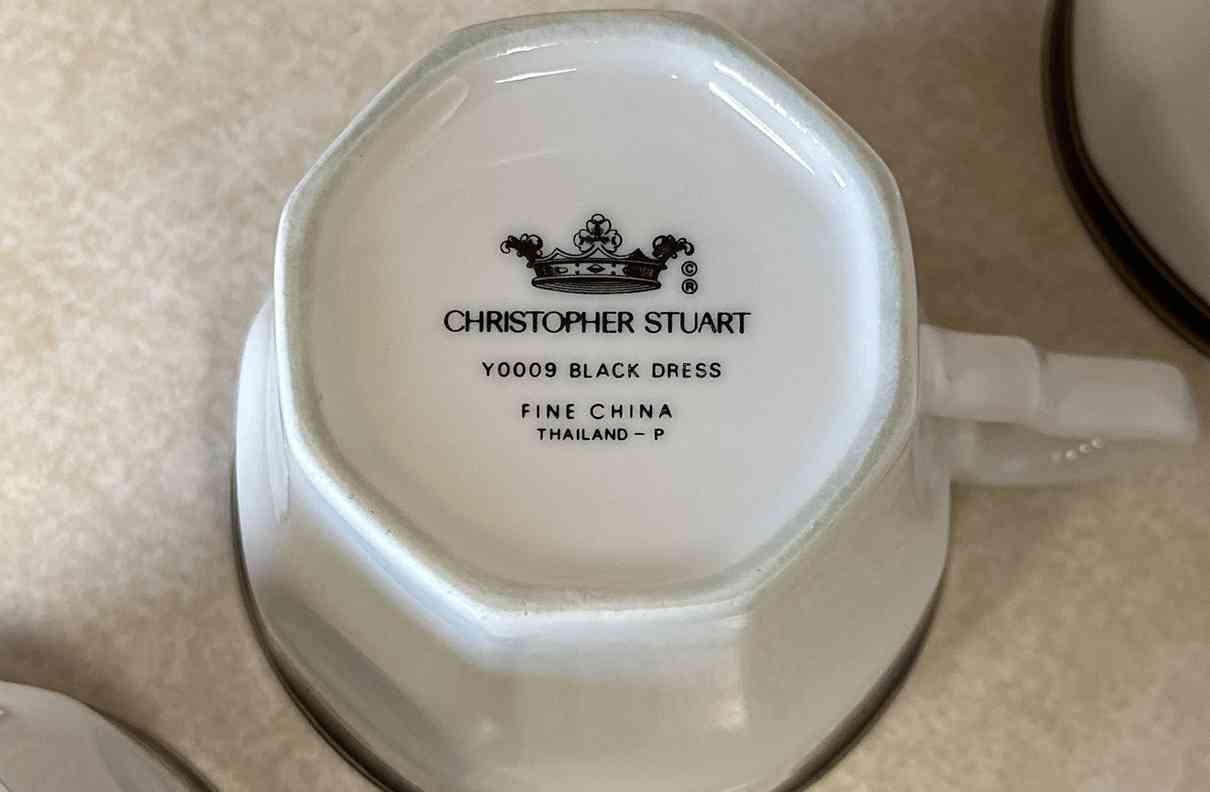 ©
®
CHRISTOPHER STUART
Y0009 BLACK DRESS
FINE CHINA
THAILAND – P